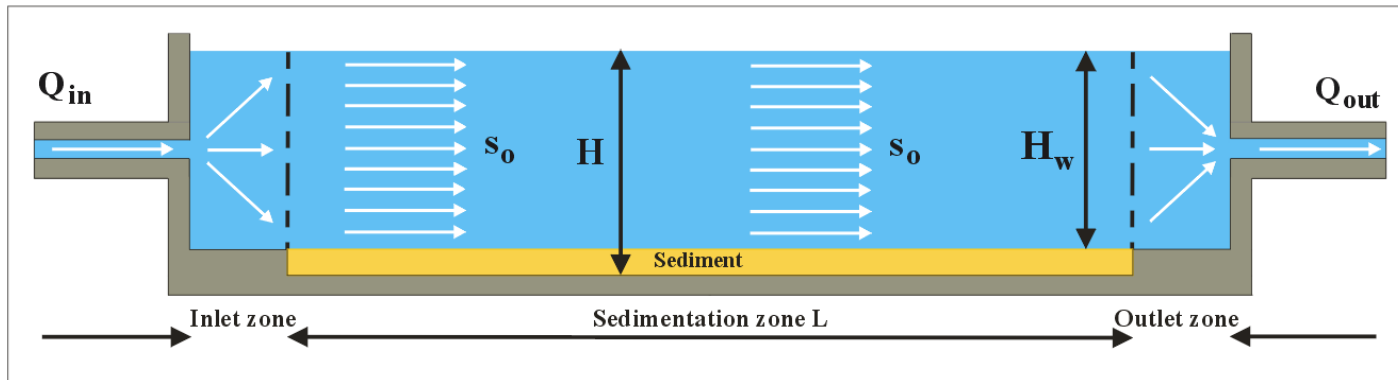 Q in
Q out
s o
H
s o
H w
Sediment
Inlet zone
Sedimentation zone L
Outlet zone